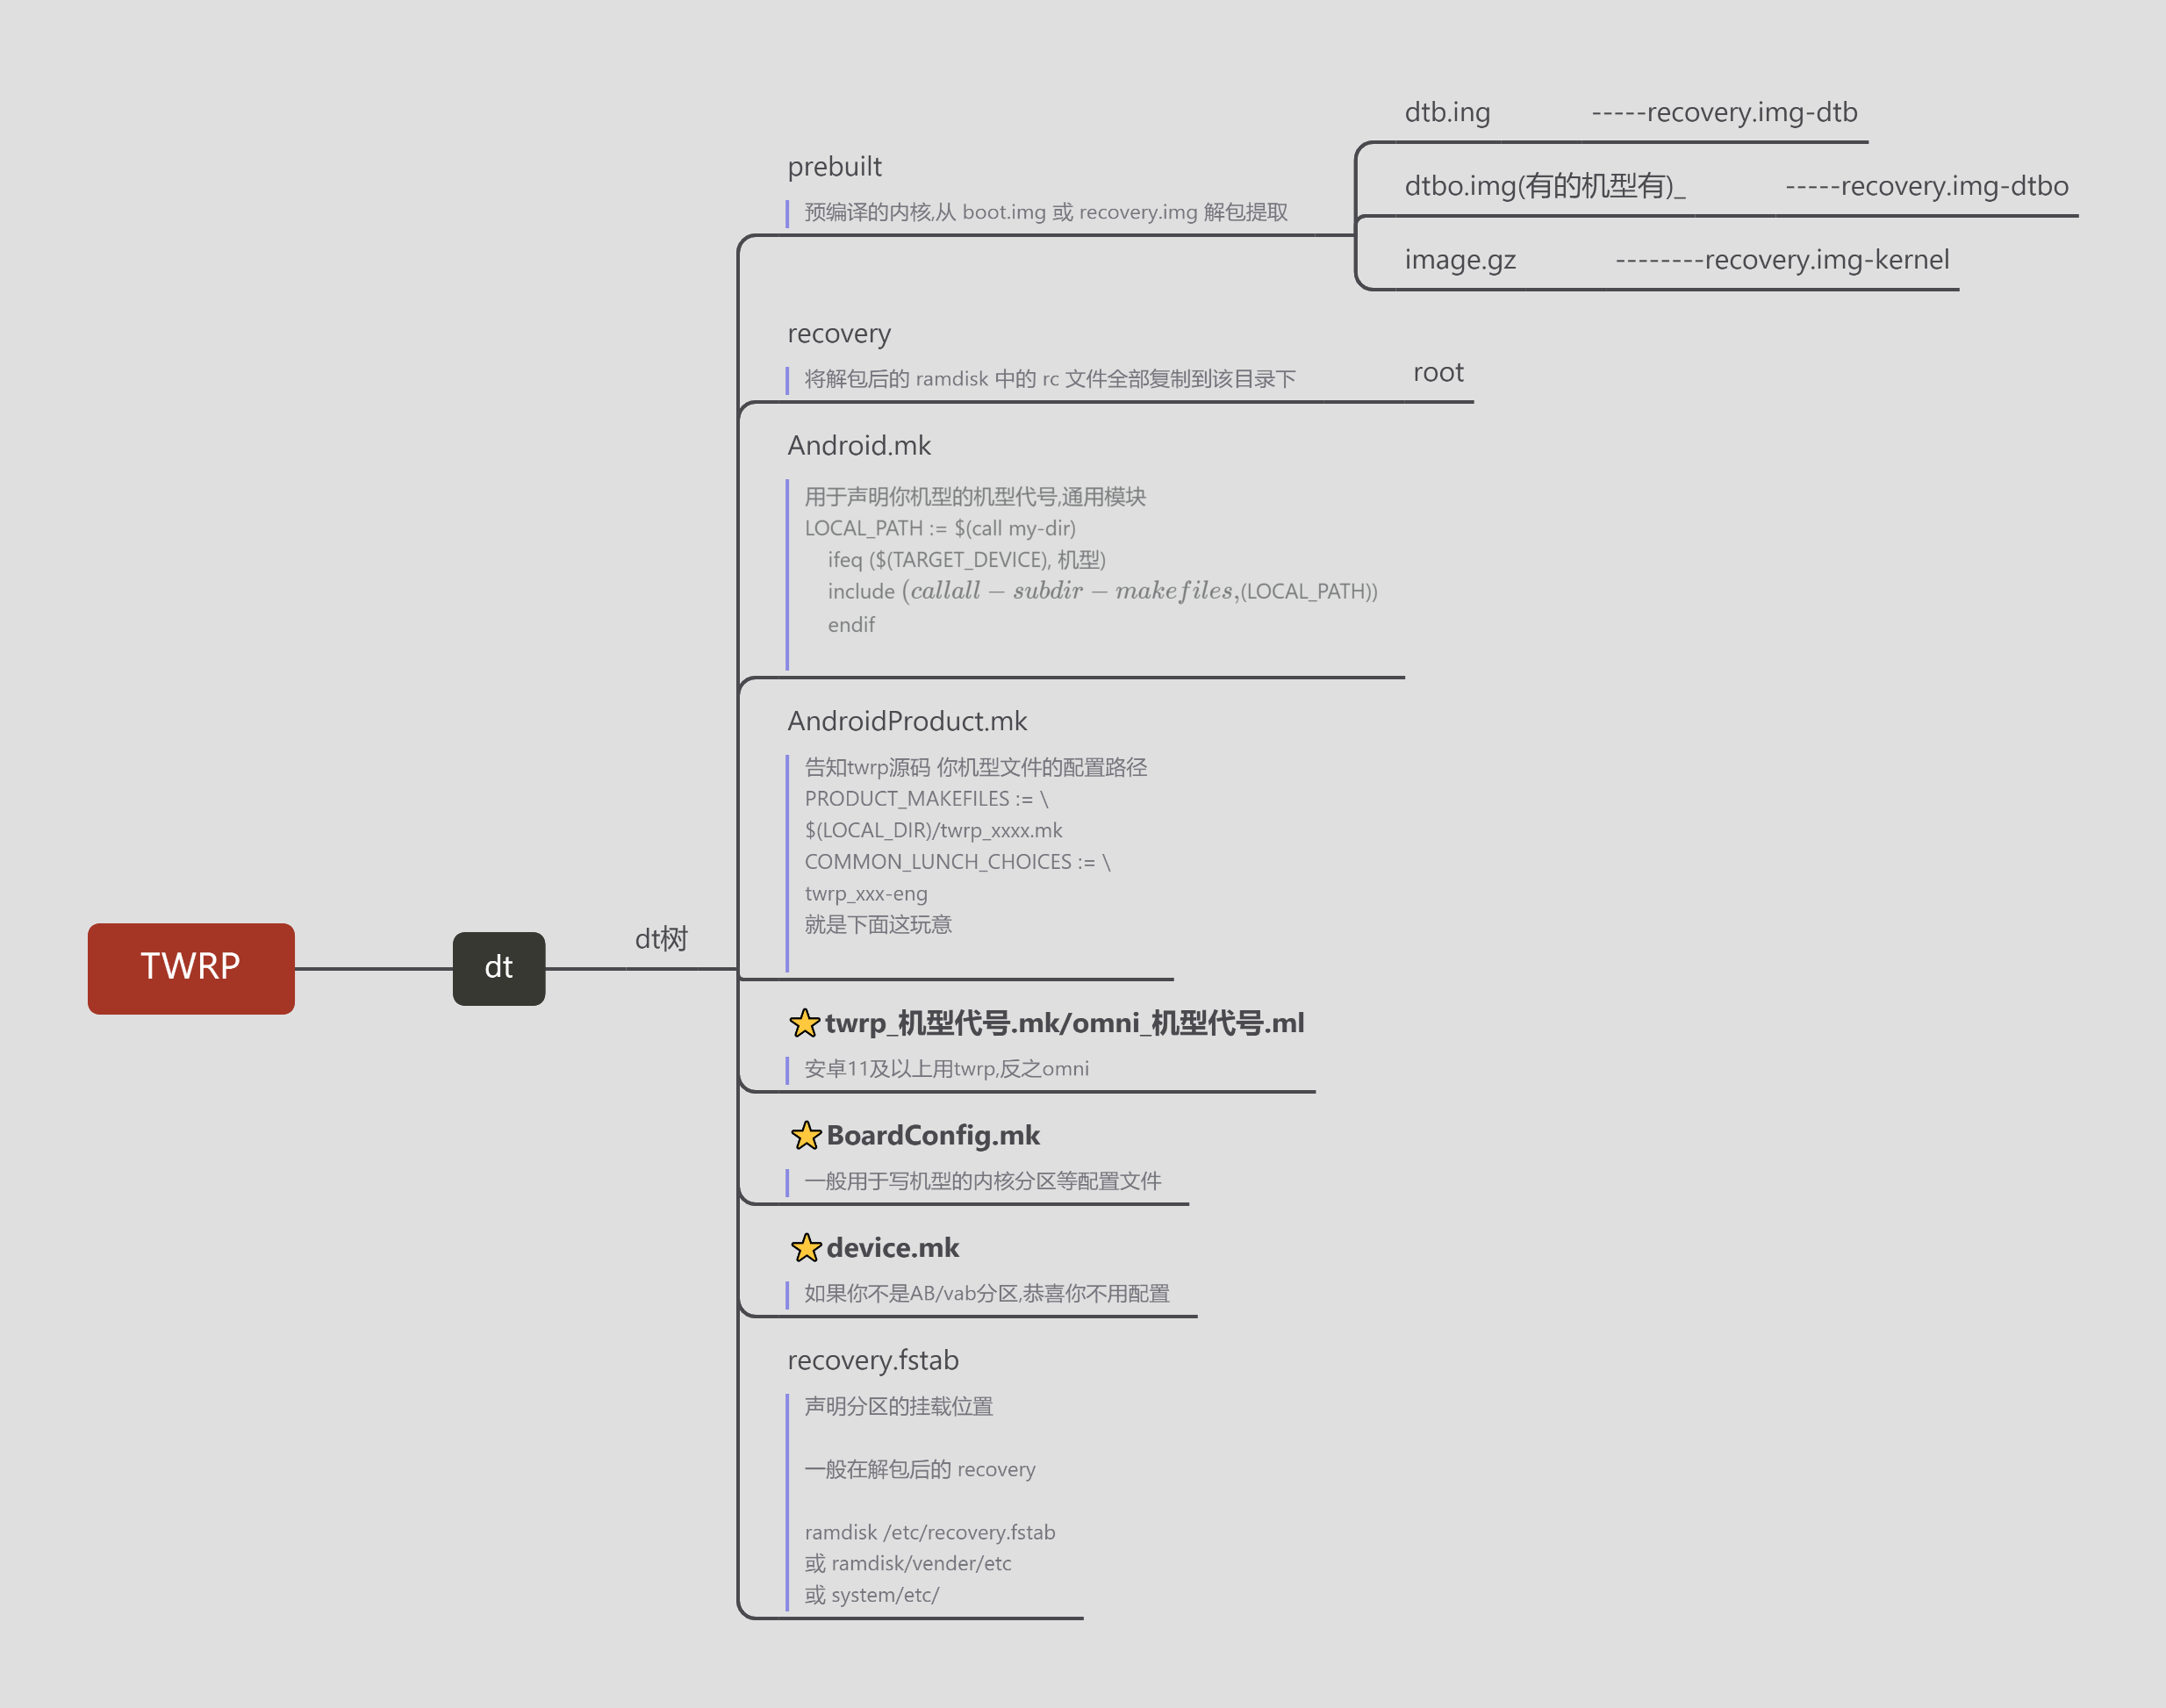 TWRP
dt
dt树
prebuilt
预编译的内核,从 boot.img 或 recovery.img 解包提取
dtb.ing -----recovery.img-dtb
dtbo.img(有的机型有)_ -----recovery.img-dtbo
image.gz --------recovery.img-kernel
recovery
将解包后的 ramdisk 中的 rc 文件全部复制到该目录下
root
Android.mk
用于声明你机型的机型代号,通用模块
LOCAL_PATH := $(call my-dir)
ifeq ($(TARGET_DEVICE), 机型)
include (callall − subdir − makefiles,(LOCAL_PATH))
endif
AndroidProduct.mk
告知twrp源码 你机型文件的配置路径
PRODUCT_MAKEFILES := \
$(LOCAL_DIR)/twrp_xxxx.mk
COMMON_LUNCH_CHOICES := \
twrp_xxx-eng
就是下面这玩意
twrp_机型代号.mk/omni_机型代号.ml
安卓11及以上用twrp,反之omni
BoardConfig.mk
一般用于写机型的内核分区等配置文件
device.mk
如果你不是AB/vab分区,恭喜你不用配置
recovery.fstab
声明分区的挂载位置
一般在解包后的 recovery
ramdisk /etc/recovery.fstab
或 ramdisk/vender/etc
或 system/etc/